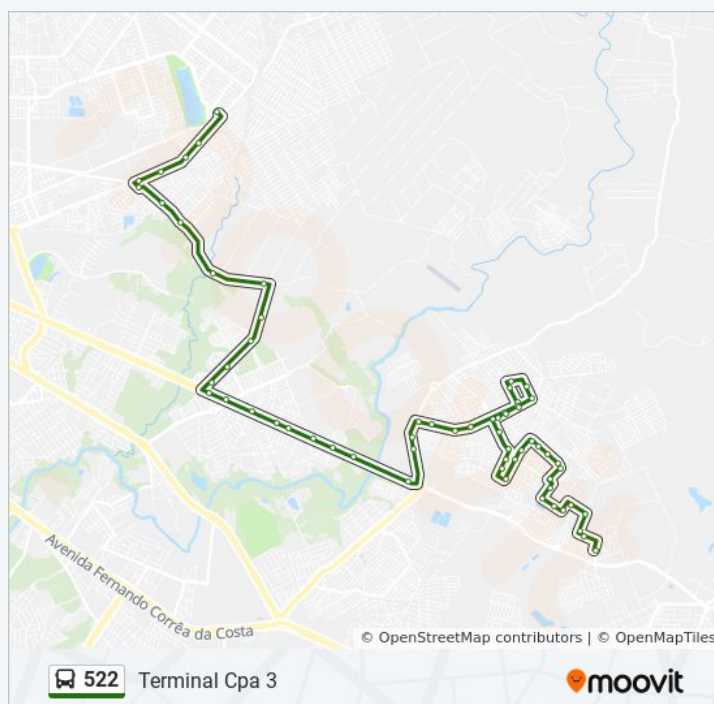 Avenida Fernando Corrêa da Costa
© OpenStreetMap contributors | © OpenMapTiles
522 Terminal Cpa 3
moovit